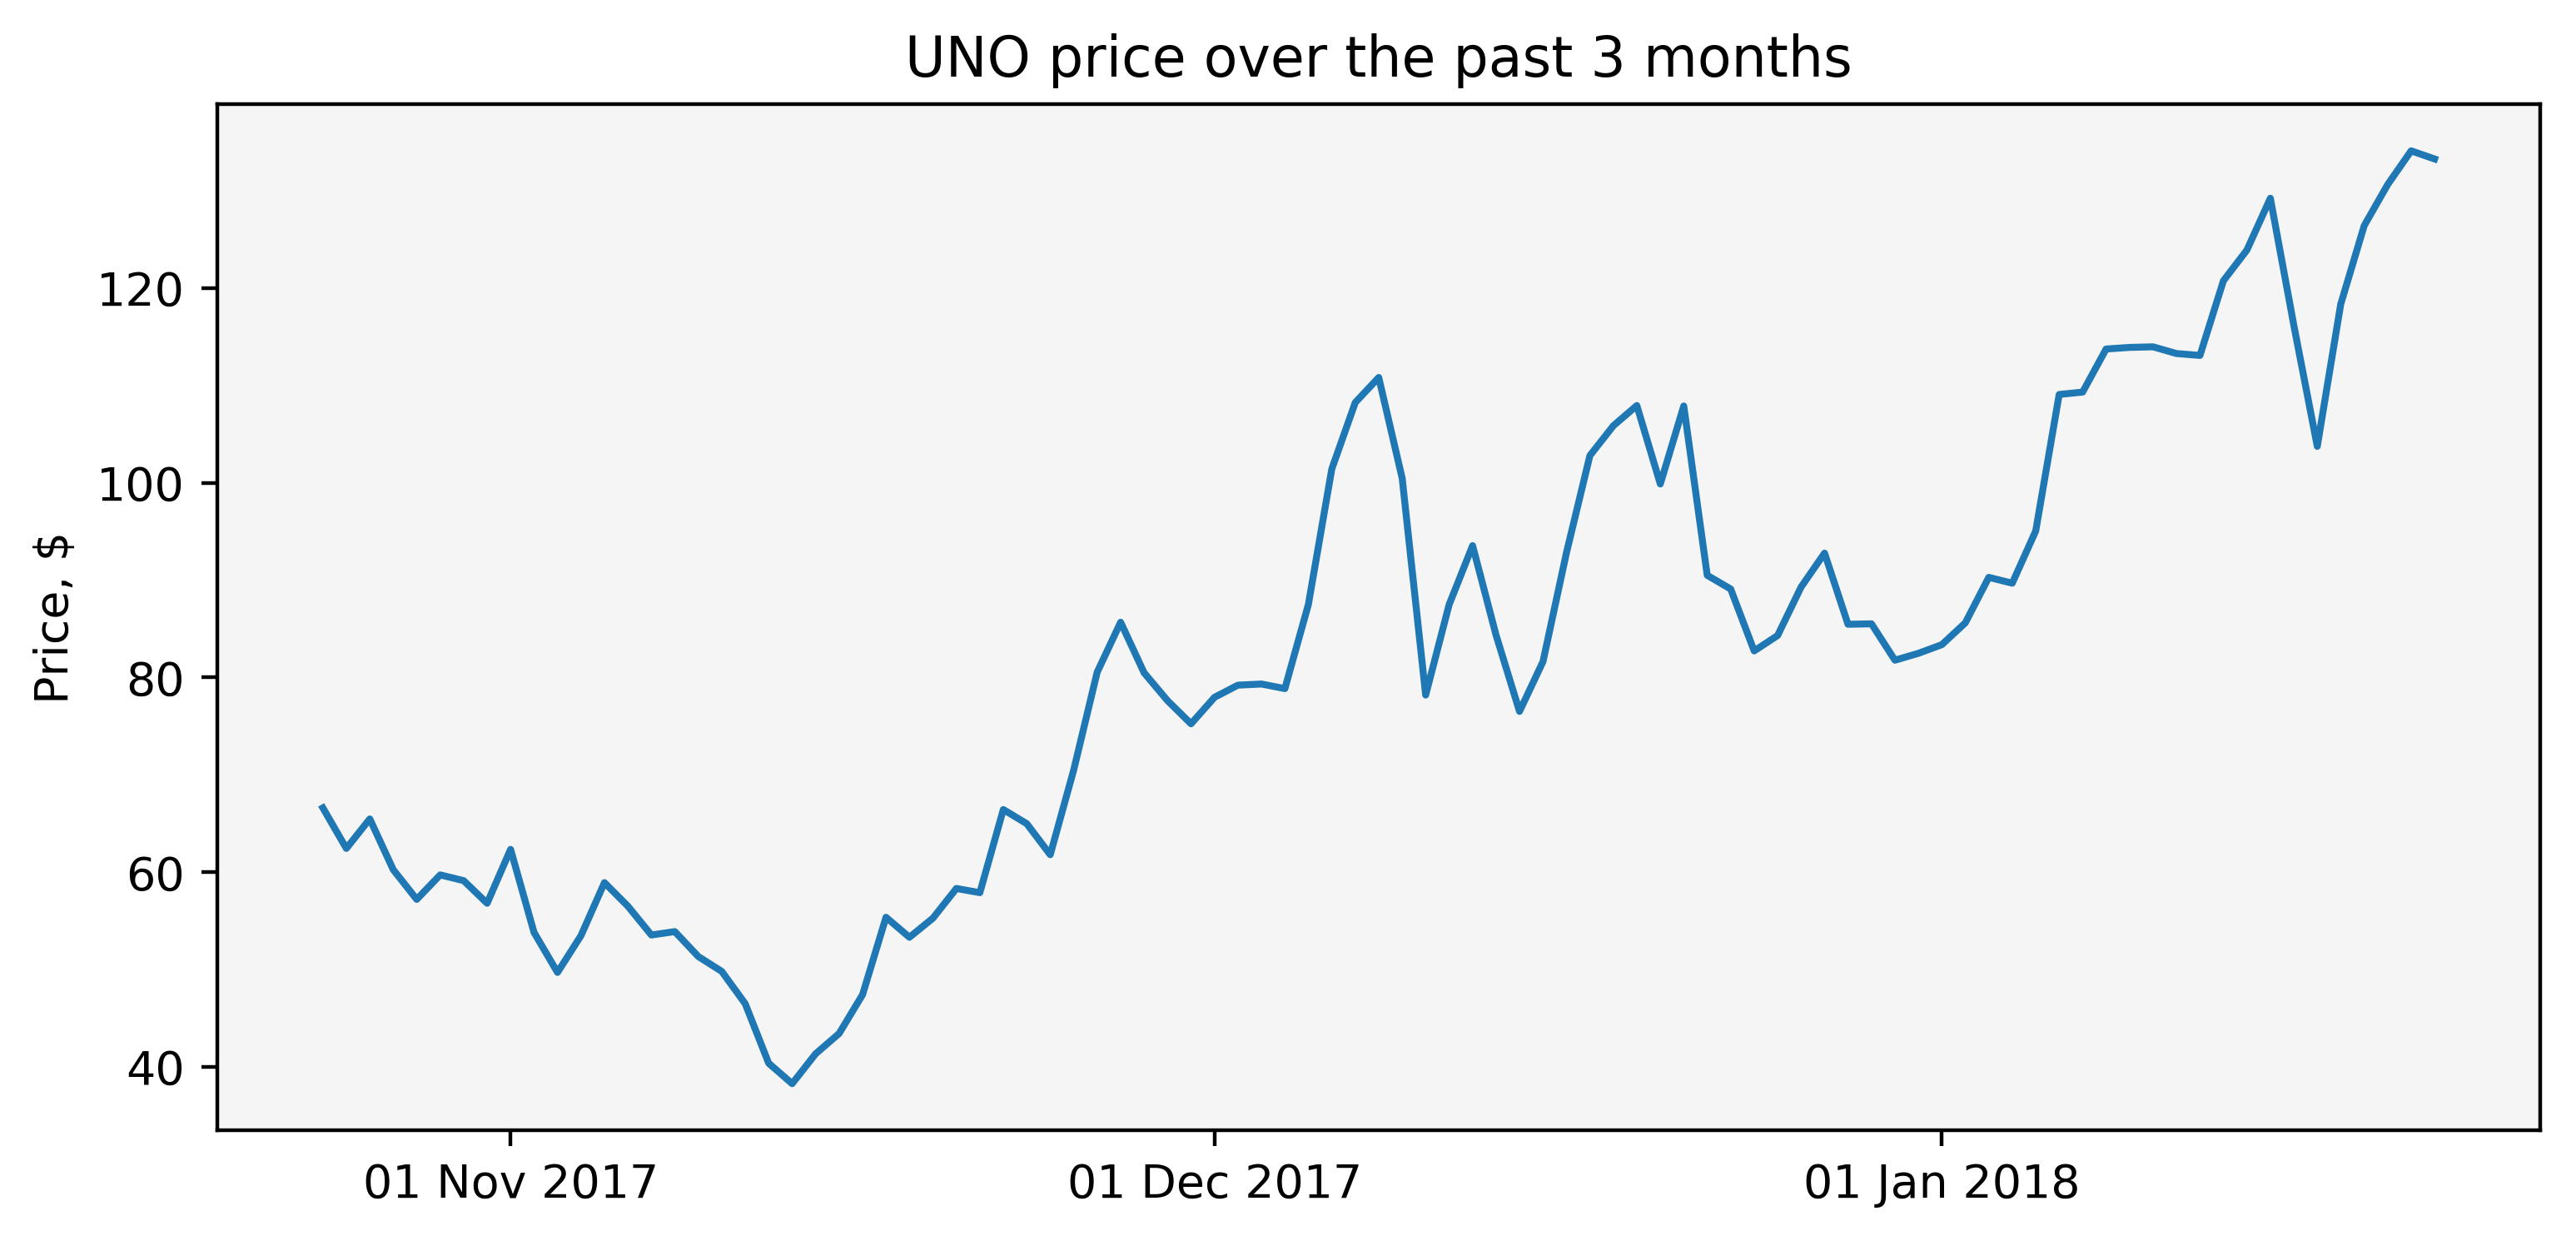 UNO price over the past 3 months
Price, $
120
100
80
60
40
01 Nov 2017
01 Dec 2017
01 Jan 2018